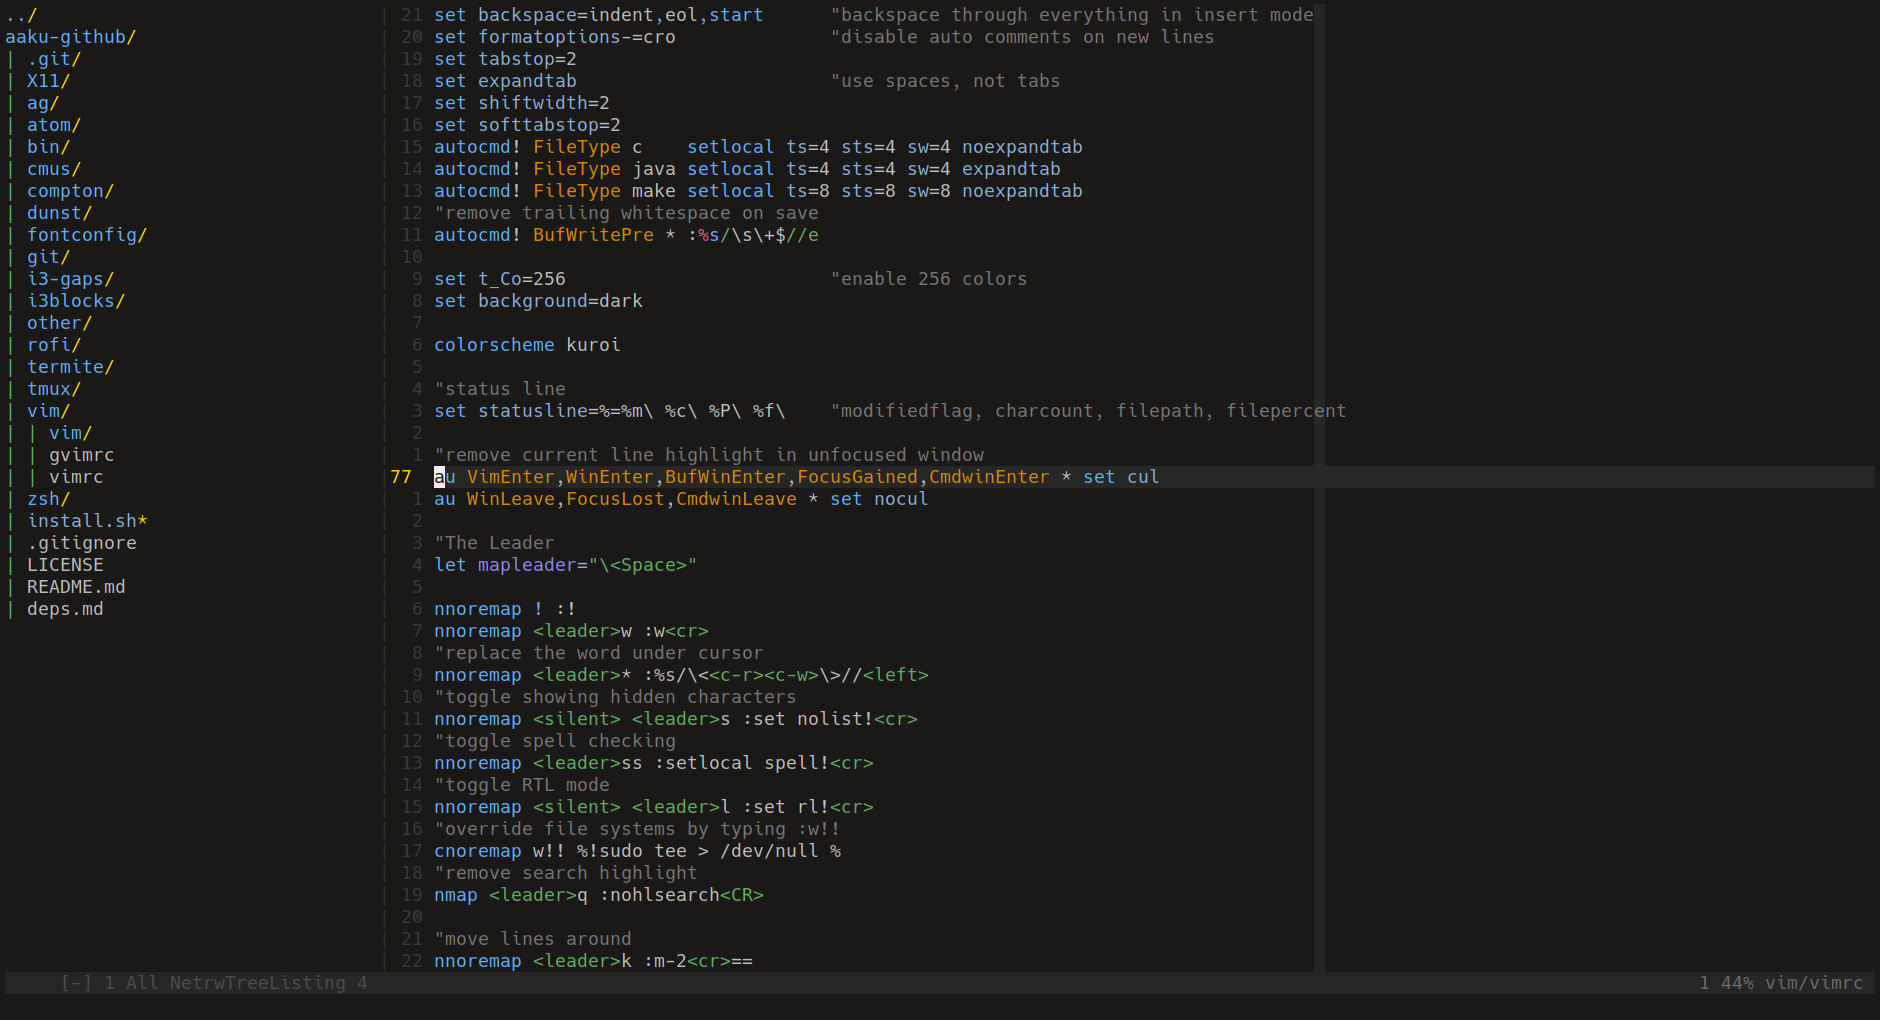 ../
aaku-github/
| .git/
| X11/
| ag/
| atom/
| bin/
| cmus/
| compton/
| dunst/
| fontconfig/
| git/
| i3-gaps/
| i3blocks/
| other/
| rofi/
| termite/
| tmux/
| vim/
| | vim/
| | gvimrc
| | vimrc
| zsh/
| install.sh*
| .gitignore
| LICENSE
| README.md
| deps.md
| 21 set backspace=indent,eol,start      "backspace through everything in insert mode
| 20 set formatoptions-=cro              "disable auto comments on new lines
| 19 set tabstop=2
| 18 set expandtab                       "use spaces, not tabs
| 17 set shiftwidth=2
| 16 set softtabstop=2
| 15 autocmd! FileType c    setlocal ts=4 sts=4 sw=4 noexpandtab
| 14 autocmd! FileType java setlocal ts=4 sts=4 sw=4 expandtab
| 13 autocmd! FileType make setlocal ts=8 sts=8 sw=8 noexpandtab
| 12 "remove trailing whitespace on save
| 11 autocmd! BufWritePre * :%s/\s\+$//e
| 10
|  9 set t_Co=256                        "enable 256 colors
|  8 set background=dark
|  7
|  6 colorscheme kuroi
|  5
|  4 "status line
|  3 set statusline=%=%m\ %c\ %P\ %f\    "modifiedflag, charcount, filepath, filepercent
|  2
|  1 "remove current line highlight in unfocused window
|77  au VimEnter,WinEnter,BufWinEnter,FocusGained,CmdwinEnter * set cul
|  1 au WinLeave,FocusLost,CmdwinLeave * set nocul
|  2
|  3 "The Leader
|  4 let mapleader="\<Space>"
|  5
|  6 nnoremap ! :!
|  7 nnoremap <leader>w :w<cr>
|  8 "replace the word under cursor
|  9 nnoremap <leader>* :%s/\<<c-r><c-w>\>//<left>
| 10 "toggle showing hidden characters
| 11 nnoremap <silent> <leader>s :set nolist!<cr>
| 12 "toggle spell checking
| 13 nnoremap <leader>ss :setlocal spell!<cr>
| 14 "toggle RTL mode
| 15 nnoremap <silent> <leader>l :set rl!<cr>
| 16 "override file systems by typing :w!!
| 17 cnoremap w!! %!sudo tee > /dev/null %
| 18 "remove search highlight
| 19 nmap <leader>q :nohlsearch<CR>
| 20
| 21 "move lines around
| 22 nnoremap <leader>k :m-2<cr>==
[-] 1 All NetrwTreeListing 4
1 44% vim/vimrc